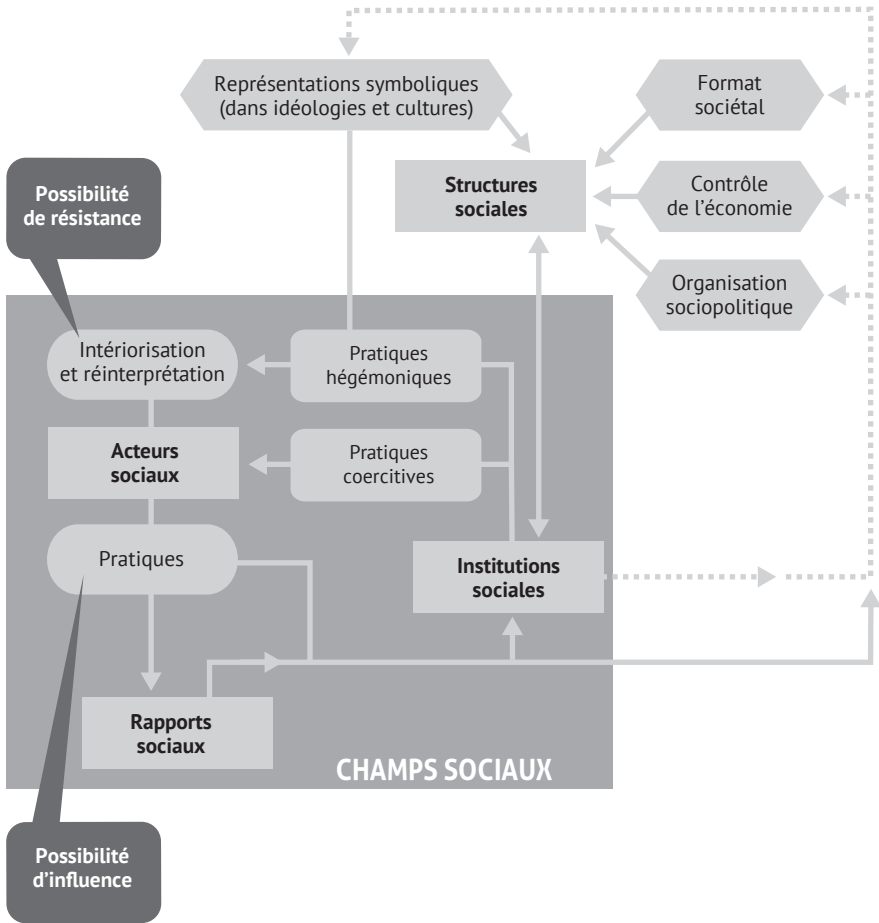 Représentations symboliques
(dans idéologies et cultures)
Format
sociétal
Possibilité
de résistance
Structures
sociales
Contrôle
de l’économie
Organisation
sociopolitique
Intériorisation
et réinterprétation
Pratiques
hégémoniques
Acteurs
sociaux
Pratiques
coercitives
Pratiques
Institutions
sociales
Rapports
sociaux
CHAMPS SOCIAUX
Possibilité
d’influence